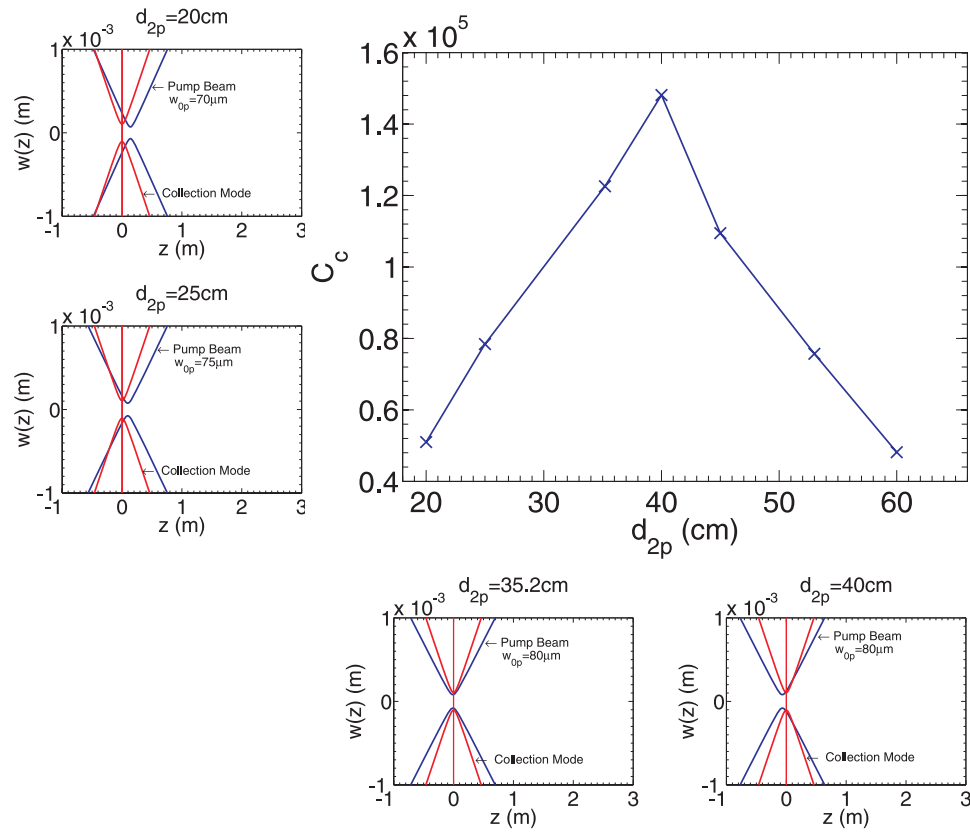 d2p=20cm
1 x 10-3
Pump Beam
w0p=70µm
w(z) (m)
0
Collection Mode
-1
-1 0 1 2 3
z (m)
d2p=25cm
1 x 10-3
Pump Beam
w0p=75µm
w(z) (m)
0
Collection Mode
-1
-1 0 1 2 3
z (m)
x 105
1.6
1.4
1.2
1
0.8
0.6
0.4
Cc
20 30 40 50 60
d2p (cm)
d2p=35.2cm
1 x 10-3
Pump Beam
w0p=80µm
w(z) (m)
0
Collection Mode
-1
-1 0 1 2 3
z (m)
d2p=40cm
1 x 10-3
Pump Beam
w0p=80µm
w(z) (m)
0
Collection Mode
-1
-1 0 1 2 3
z (m)